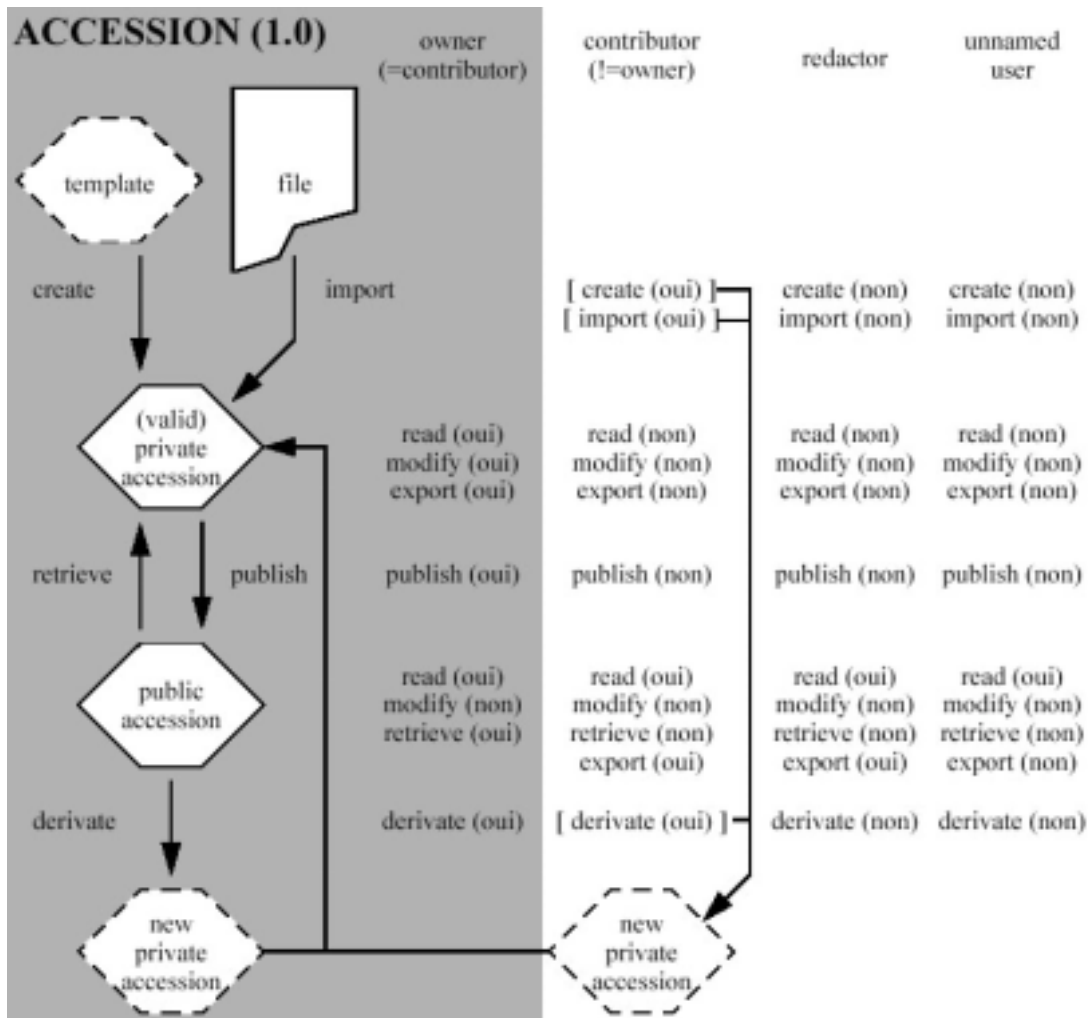 ACCESSION (1.0)
owner
(=contributor)
contributor
(!=owner)
redactor
unnamed
user
template
file
create
import
[ create (oui) ]
create (non)
create (non)
[ import (oui) ]
import (non)
import (non)
(valid)
private
accession
read (oui)
read (non)
read (non)
read (non)
modify (oui)
modify (non)
modify (non)
modify (non)
export (oui)
export (non)
export (non)
export (non)
retrieve
publish
publish (oui)
publish (non)
publish (non)
publish (non)
public
accession
read (oui)
read (oui)
read (oui)
read (oui)
modify (non)
modify (non)
modify (non)
modify (non)
retrieve (oui)
retrieve (non)
retrieve (non)
retrieve (non)
export (oui)
export (oui)
export (non)
derivate
derivate (oui)
[ derivate (oui) ]
derivate (non)
derivate (non)
new
private
accession
new
private
accession